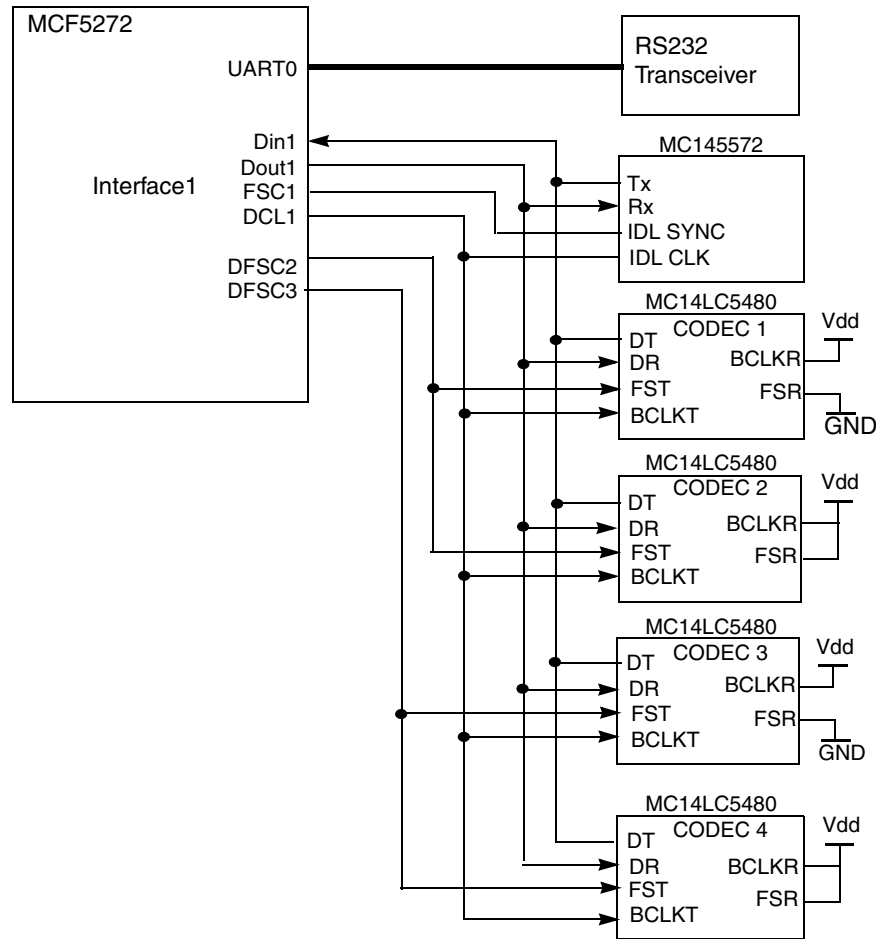 MCF5272
UART0
RS232
Transceiver
Interface1
Din1
Dout1
FSC1
DCL1
DFSC2
DFSC3
MC145572
Tx
Rx
IDL SYNC
IDL CLK
MC14LC5480
CODEC 1
DT
DR
FST
BCLKT
BCLKR
FSR
Vdd
GND
MC14LC5480
CODEC 2
DT
DR
FST
BCLKT
BCLKR
FSR
Vdd
MC14LC5480
CODEC 3
DT
DR
FST
BCLKT
BCLKR
FSR
Vdd
GND
MC14LC5480
CODEC 4
DT
DR
FST
BCLKT
BCLKR
FSR
Vdd